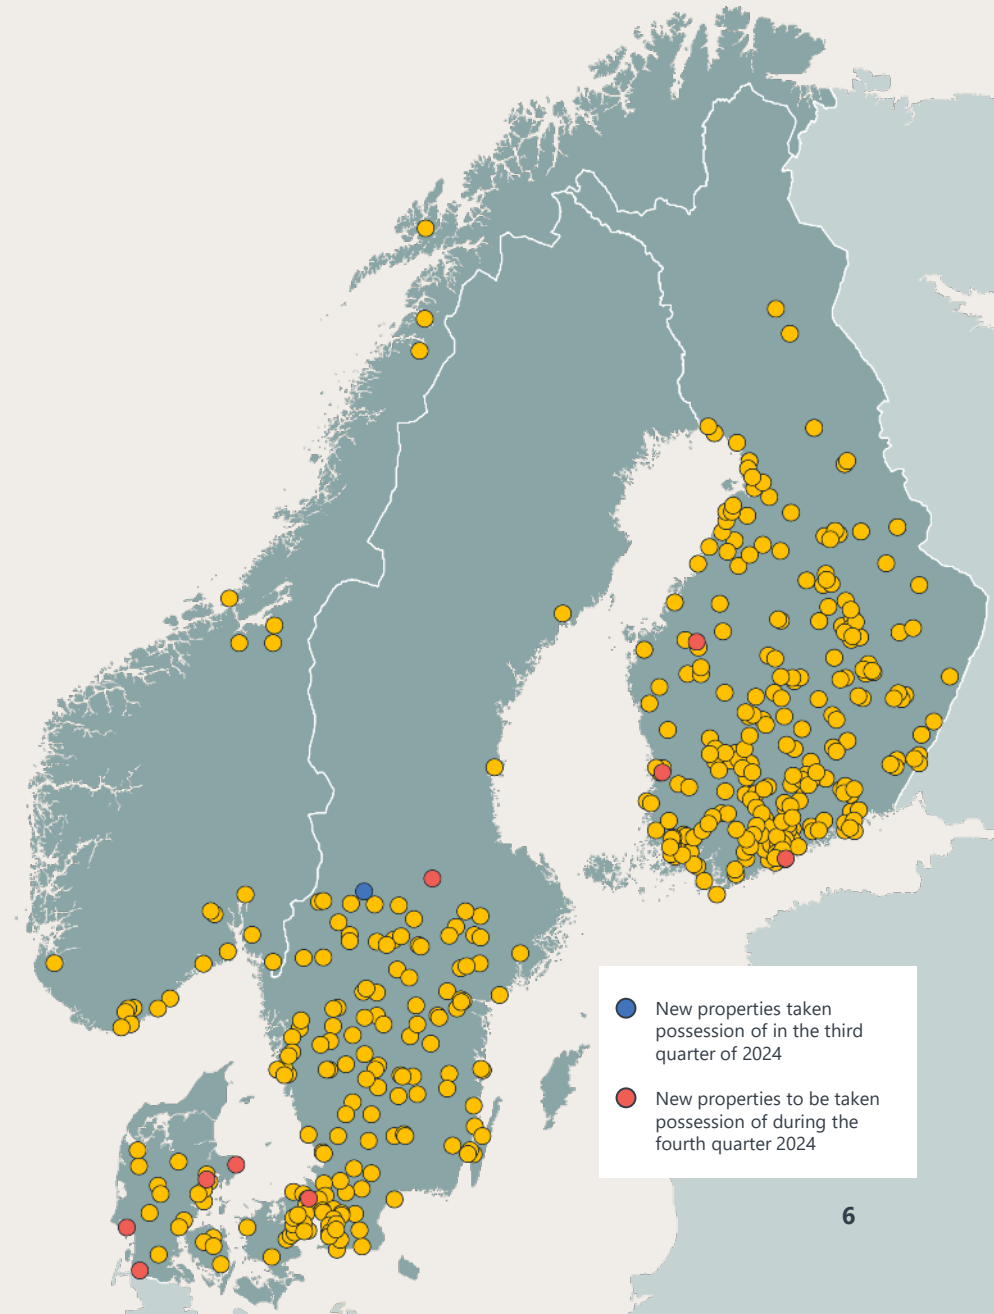 New properties taken
possession of in the third
quarter of 2024
New properties to be taken
possession of during the
fourth quarter 2024
6